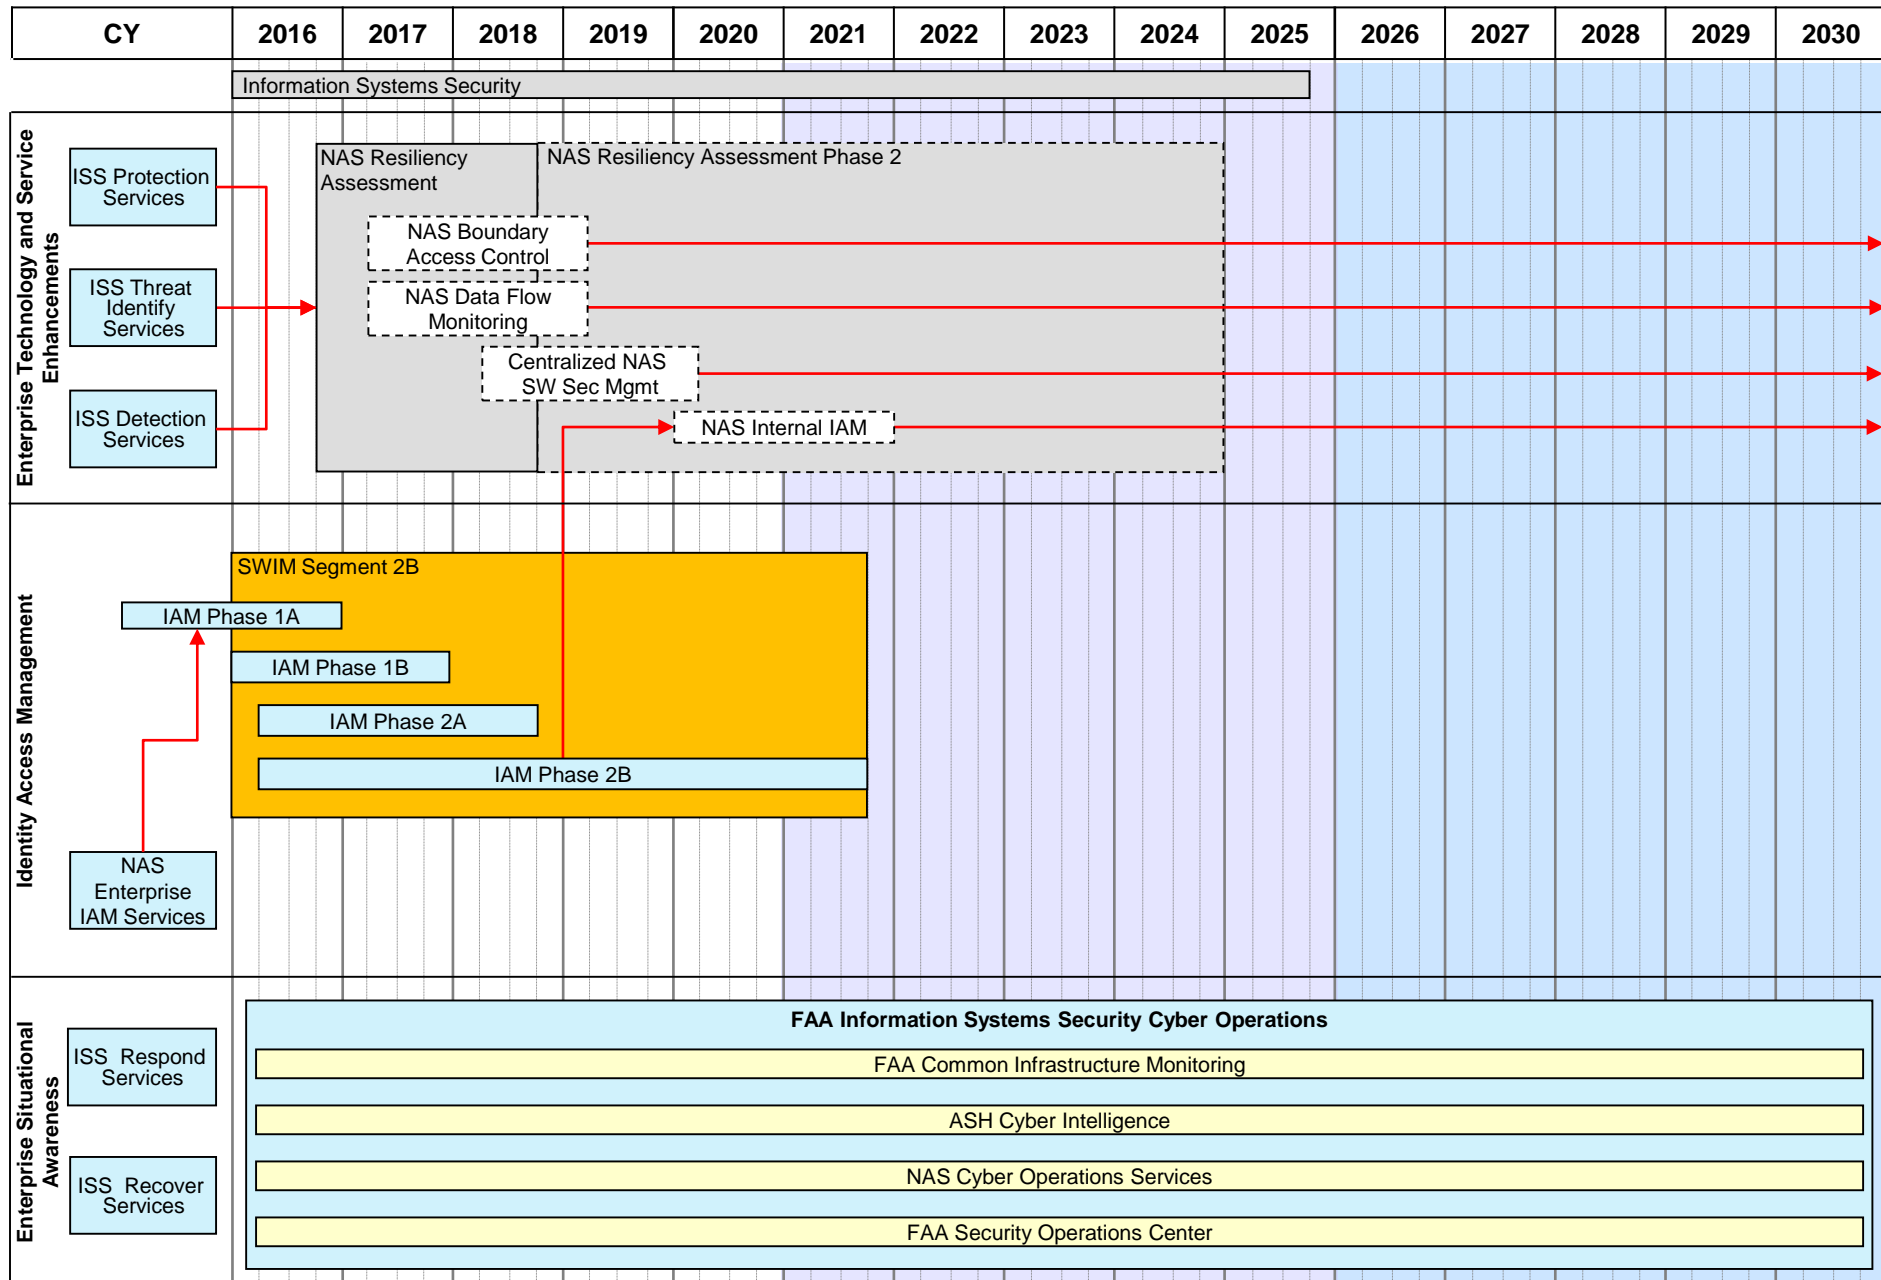 CY 2016 2017 2018 2019 2020 2021 2022 2023 2024 2025 2026 2027 2028 2029 2030
Information Systems Security
Enterprise Technology and Service
Enhancements
ISS Protection
Services
ISS Threat
Identify
Services
ISS Detection
Services
NAS Resiliency
Assessment
NAS Resiliency Assessment Phase 2
NAS Boundary
Access Control
NAS Data Flow
Monitoring
Centralized NAS
SW Sec Mgmt
NAS Internal IAM
Identity Access Management
SWIM Segment 2B
IAM Phase 1A
IAM Phase 1B
IAM Phase 2A
IAM Phase 2B
NAS
Enterprise
IAM Services
Enterprise Situational
Awareness
ISS Respond
Services
ISS Recover
Services
FAA Information Systems Security Cyber Operations
FAA Common Infrastructure Monitoring
ASH Cyber Intelligence
NAS Cyber Operations Services
FAA Security Operations Center